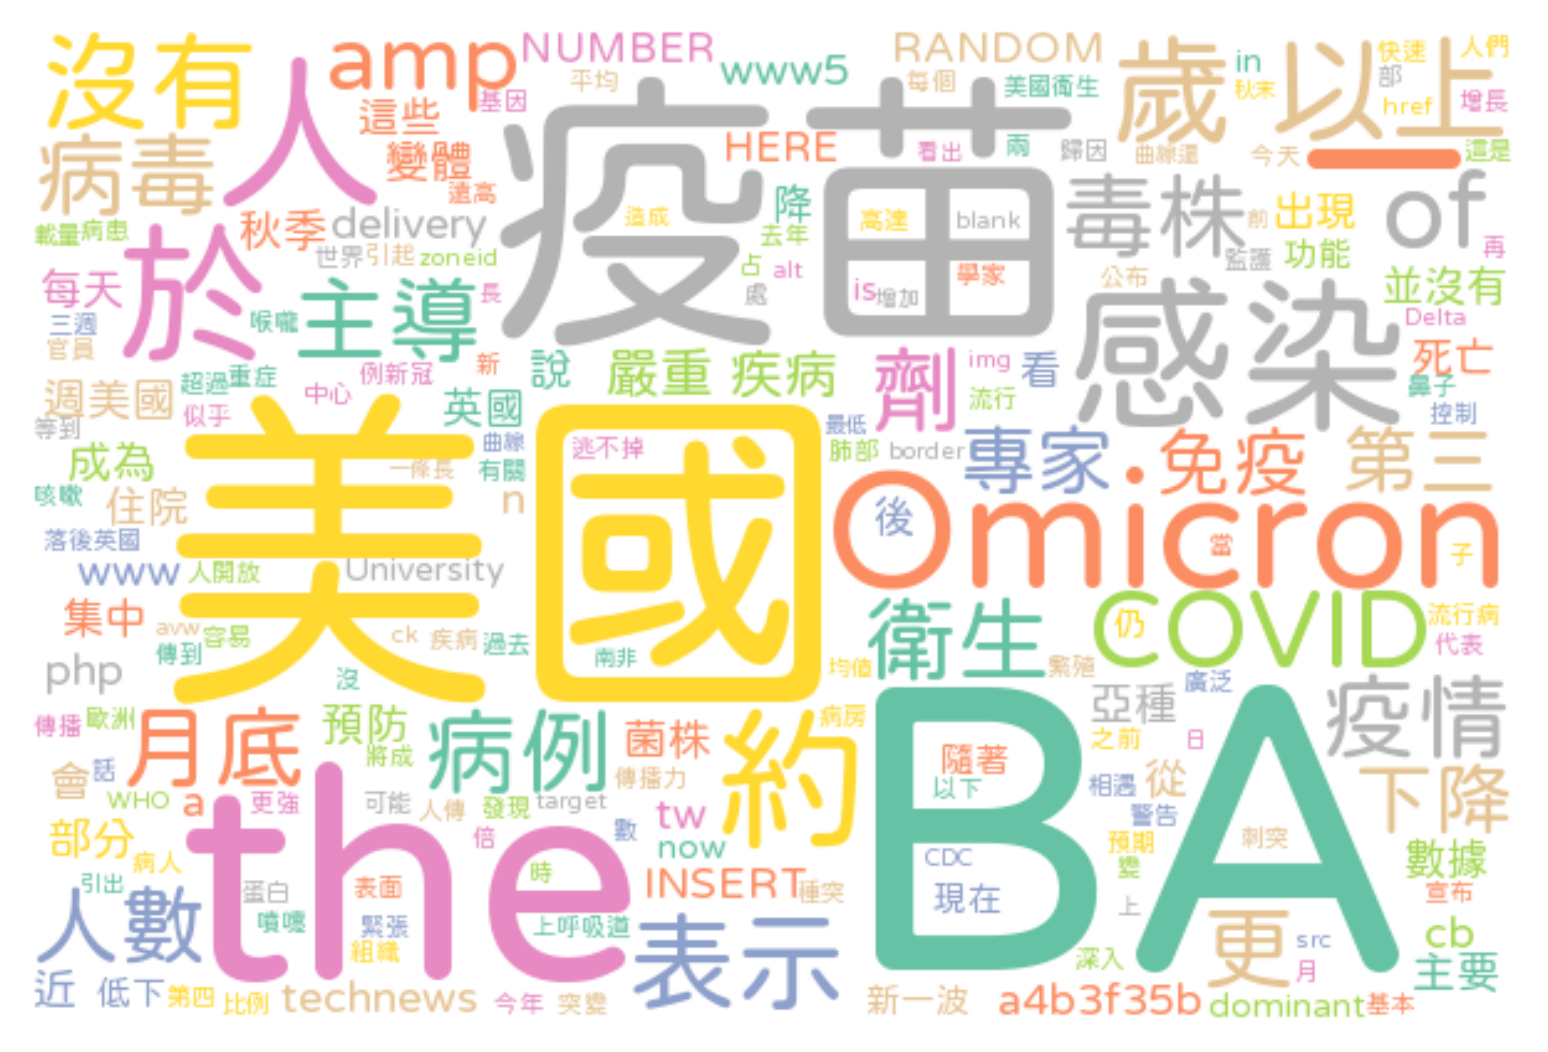 沒有
人
amp
NUMBER
www5
RANDOM
歲
以上
in
快速
人們
部
秋末
href
增長
平均
基因
每個
美國衛生
這些
變體
遠高
HERE
看出
兩
歸因
曲線還
今天
這是
病毒
疫苗
毒株
of
秋季
delivery
造成
降
高達
blank
前
出現
載量
病患
世界
引起
zoneid
去年
監護
功能
再
於
每天
主導
長
占
alt
處
is
增加
學家
公布
感染
並沒有
Delta
三週
喉嚨
官員
新
說
嚴重
疾病
劑
img
看
流行
死亡
鼻子
週美國
超過
重症
中心
例新冠
似乎
英國
最低
控制
等到
美國
曲線
逃不掉
肺部
border
專家
免疫
第三
成為
一條長
有關
咳嗽
住院
n
Omicron
後
當
子
落後英國
www
人開放
University
集中
avw
容易
ck
疾病
過去
傳到
南非
衛生
COVID
仍
流行病
代表
php
沒
均值
繁殖
廣泛
亞種
疫情
傳播
歐洲
月底
預防
將成
病例
菌株
約
病房
BA
隨著
之前
日
會
話
傳播力
以下
相遇
從
下降
WHO
a
更強
可能
人傳
發現
target
tw
警告
the
部分
病人
倍
數
now
預期
變
刺突
數據
引出
人數
蛋白
表面
時
INSERT
種突
CDC
現在
宣布
噴嚏
緊張
上呼吸道
表示
上
更
src
cb
組織
深入
月
主要
近
低下
第四
比例
technews
今年
突變
新一波
a4b3f35b
dominant
基本